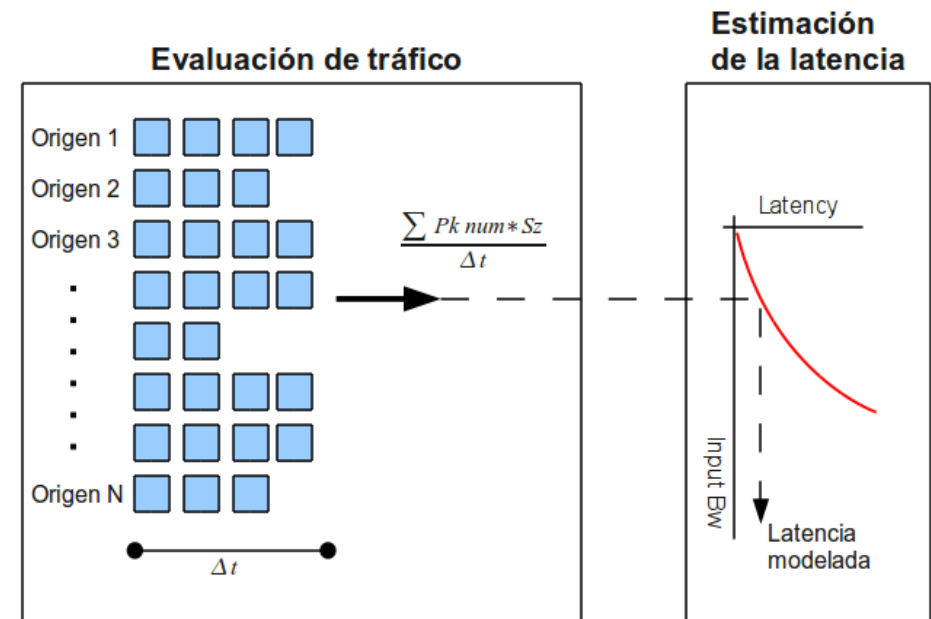 Evaluación de tráfico
Estimación
de la latencia
Origen 1
Origen 2
Origen 3
Origen N
∑ Pk num∗Sz
Δt
Δt
Latency
Input Bw
Latencia
modelada